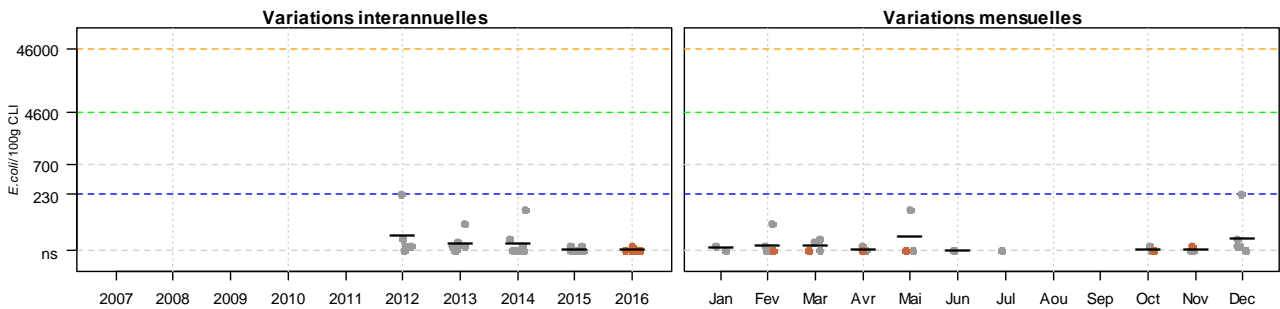 Variations interannuelles
Variations mensuelles
E.coli/100g CLI
46000
4600
700
230
ns
2007 2008 2009 2010 2011 2012 2013 2014 2015 2016
Jan Fev Mar Avr Mai Jun Jul Aou Sep Oct Nov Dec